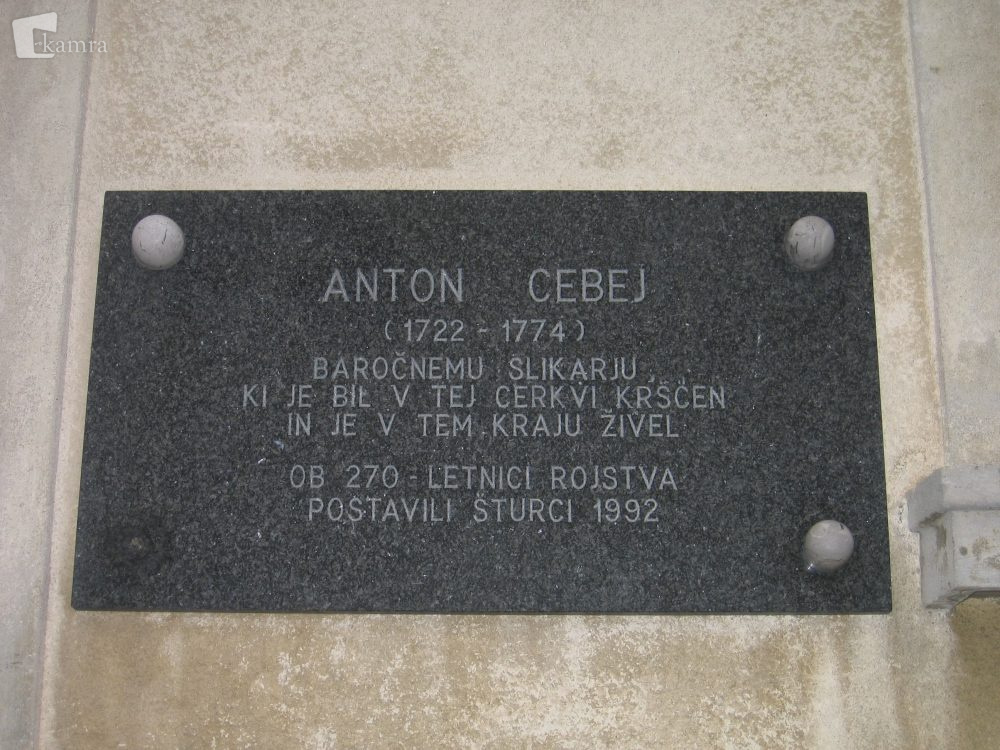 kamra
ANTON CEBEJ
(1722 - 1774)
BAROČNEMU SLIKARJU,
KI JE BIL V TEJ CERKVI KRŠČEN
IN JE V TEM KRAJU ŽIVEL
OB 270-LETNICI ROJSTVA
POSTAVILI ŠTURCI 1992